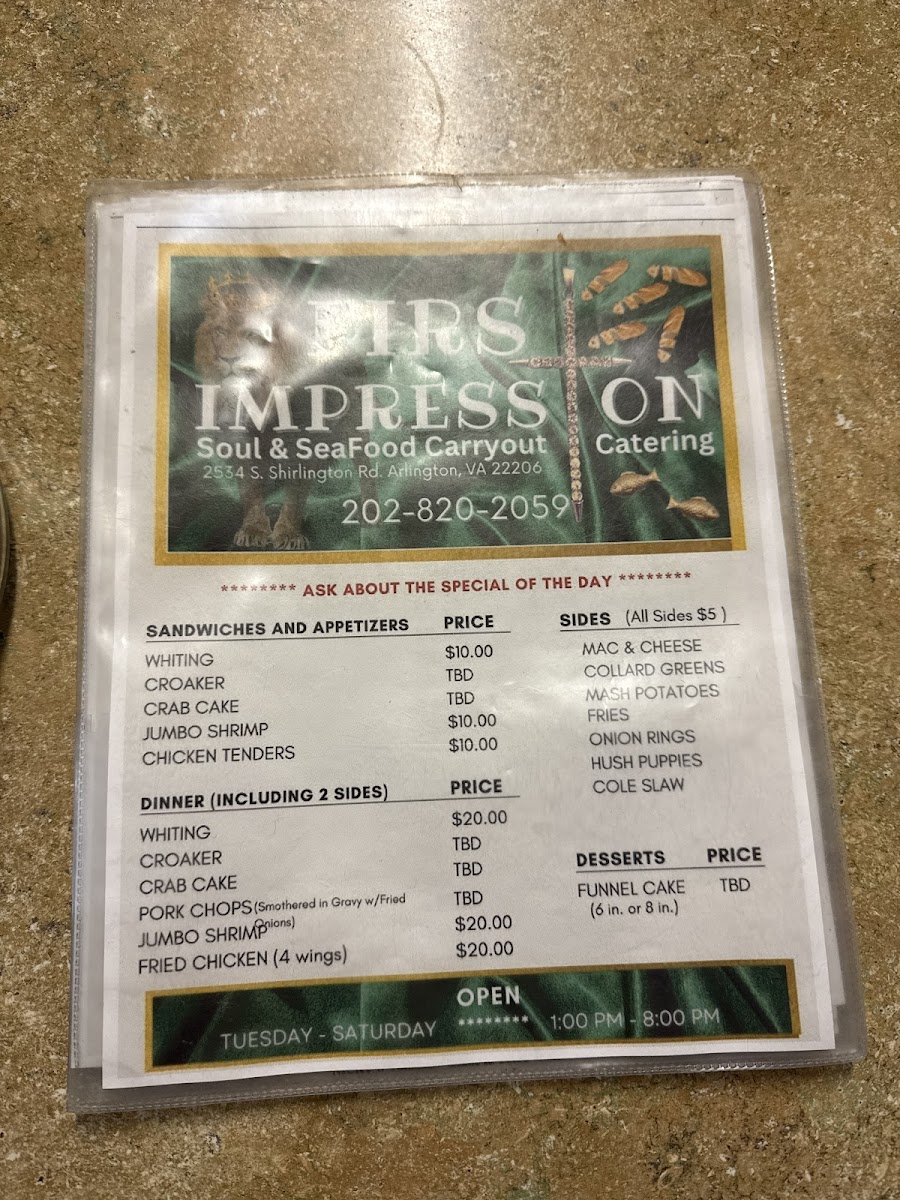 FIRS
IMPRESS ON
Soul & SeaFood Carryout Catering
2534 S. Shirlington Rd. Arlington, VA 22206
202-820-2059
******** ASK ABOUT THE SPECIAL OF THE DAY ********
SANDWICHES AND APPETIZERS PRICE
WHITING $10.00
CROAKER TBD
CRAB CAKE TBD
JUMBO SHRIMP $10.00
CHICKEN TENDERS $10.00
DINNER (INCLUDING 2 SIDES) PRICE
WHITING $20.00
CROAKER TBD
CRAB CAKE TBD
PORK CHOPS (Smothered in Gravy w/Fried TBD
Onions)
JUMBO SHRIMP $20.00
FRIED CHICKEN (4 wings) $20.00
SIDES (All Sides $5 )
MAC & CHEESE
COLLARD GREENS
MASH POTATOES
FRIES
ONION RINGS
HUSH PUPPIES
COLE SLAW
DESSERTS PRICE
FUNNEL CAKE TBD
(6 in. or 8 in.)
OPEN
TUESDAY - SATURDAY ******** 1:00 PM - 8:00 PM